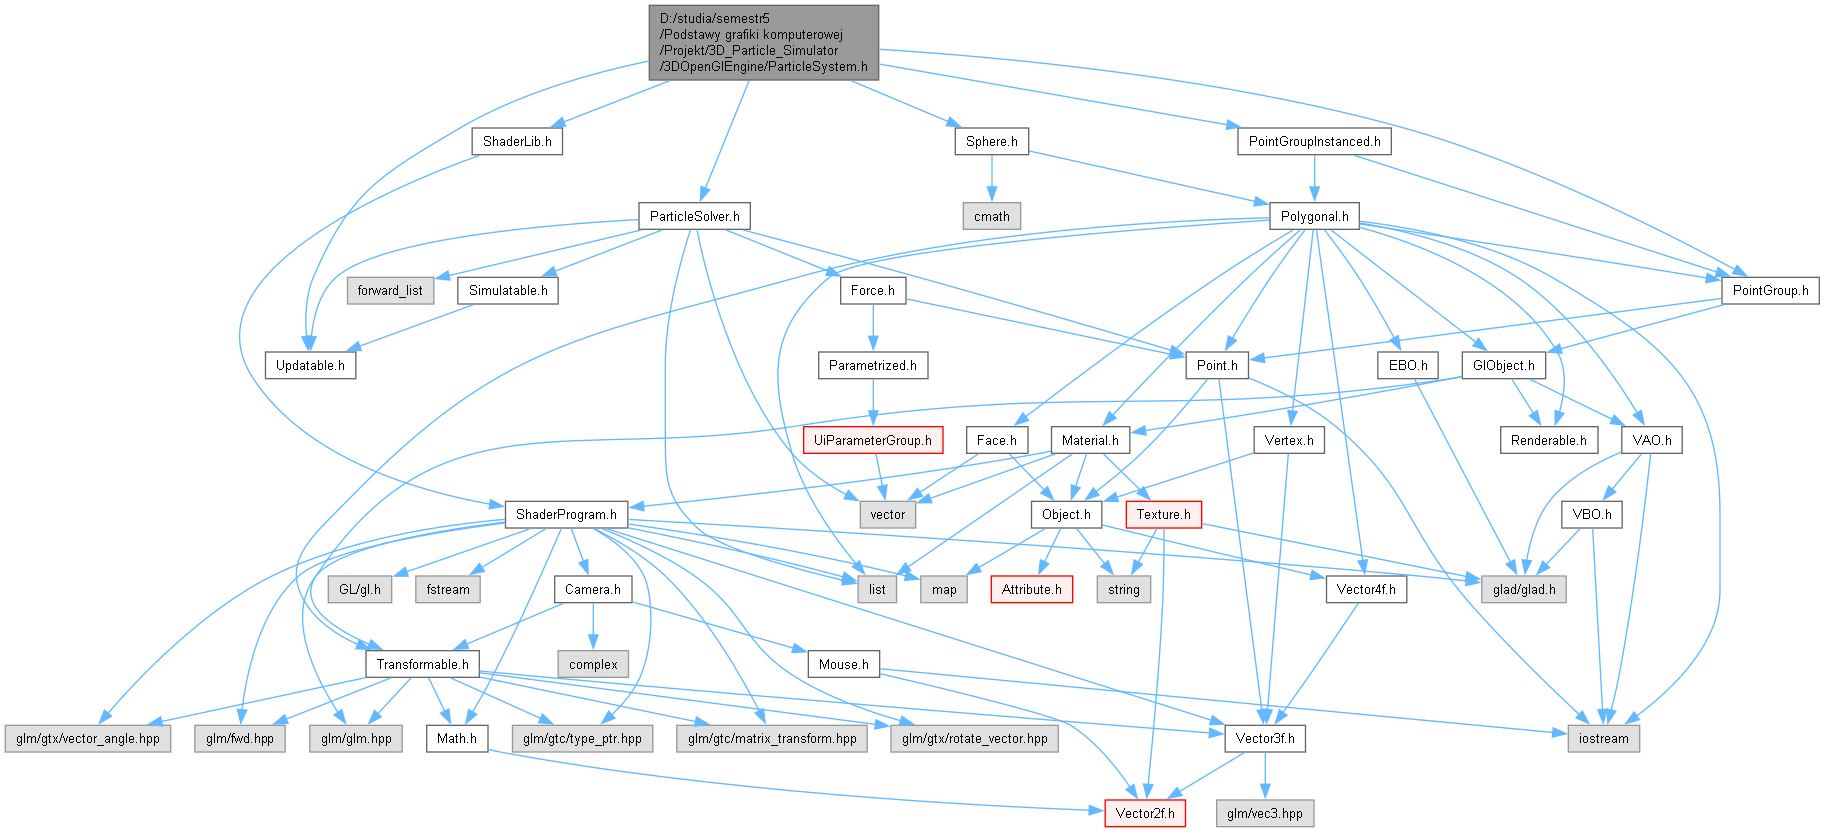 D:/studia/semestr5
/Podstawy grafiki komputerowej
/Projekt/3D_Particle_Simulator
/3DOpenGlEngine/ParticleSystem.h
ShaderLib.h
Sphere.h
PointGroupInstanced.h
ParticleSolver.h
cmath
Polygonal.h
forward_list
Simulatable.h
Force.h
PointGroup.h
Updatable.h
Parametrized.h
Point.h
EBO.h
GlObject.h
UiParameterGroup.h
Face.h
Material.h
Vertex.h
Renderable.h
VAO.h
ShaderProgram.h
vector
Object.h
Texture.h
VBO.h
GL/gl.h
fstream
Camera.h
list
map
Attribute.h
string
Vector4f.h
glad/glad.h
Transformable.h
complex
Mouse.h
glm/gtx/vector_angle.hpp
glm/fwd.hpp
glm/glm.hpp
Math.h
glm/gtc/type_ptr.hpp
glm/gtc/matrix_transform.hpp
glm/gtx/rotate_vector.hpp
Vector3f.h
iostream
Vector2f.h
glm/vec3.hpp